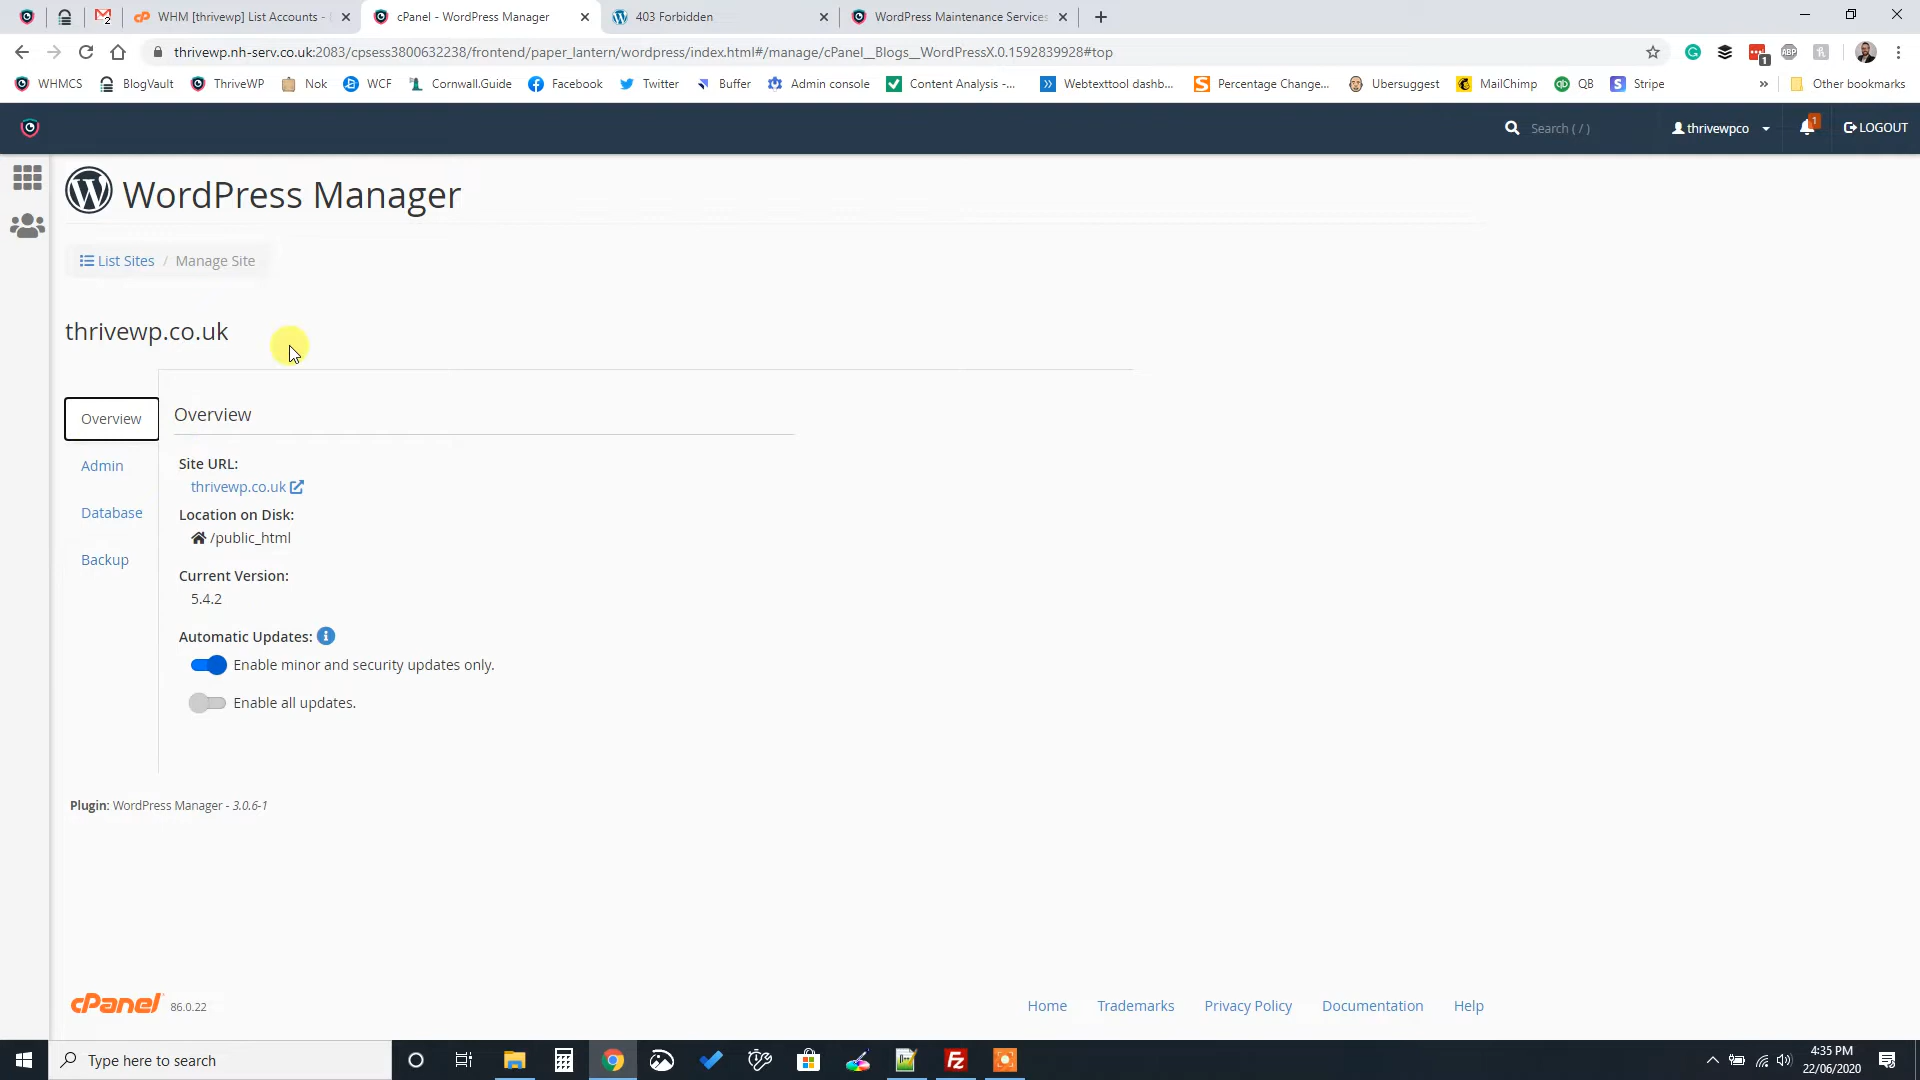 WHM [thrivewp] List Accounts -
cPanel - WordPress Manager
403 Forbidden
WordPress Maintenance Services
thrivewp.nh-serv.co.uk:2083/cpsess3800632238/frontend/paper_lantern/wordpress/index.html#/manage/cPanel__Blogs__WordPressX.0.1592839928#top
WHMCS
BlogVault
ThriveWP
Nok
WCF
Cornwall.Guide
Facebook
Twitter
Buffer
Admin console
Content Analysis -...
Webtexttool dashb...
Percentage Change...
Ubersuggest
MailChimp
QB
Stripe
Other bookmarks
Search ( / )
thrivewpco
1
LOGOUT
WordPress Manager
List Sites / Manage Site
thrivewp.co.uk
Overview
Admin
Database
Backup
Overview
Site URL:
thrivewp.co.uk
Location on Disk:
/public_html
Current Version:
5.4.2
Automatic Updates:
Enable minor and security updates only.
Enable all updates.
Plugin: WordPress Manager - 3.0.6-1
cPanel 86.0.22
Home
Trademarks
Privacy Policy
Documentation
Help
Type here to search
4:35 PM
22/06/2020